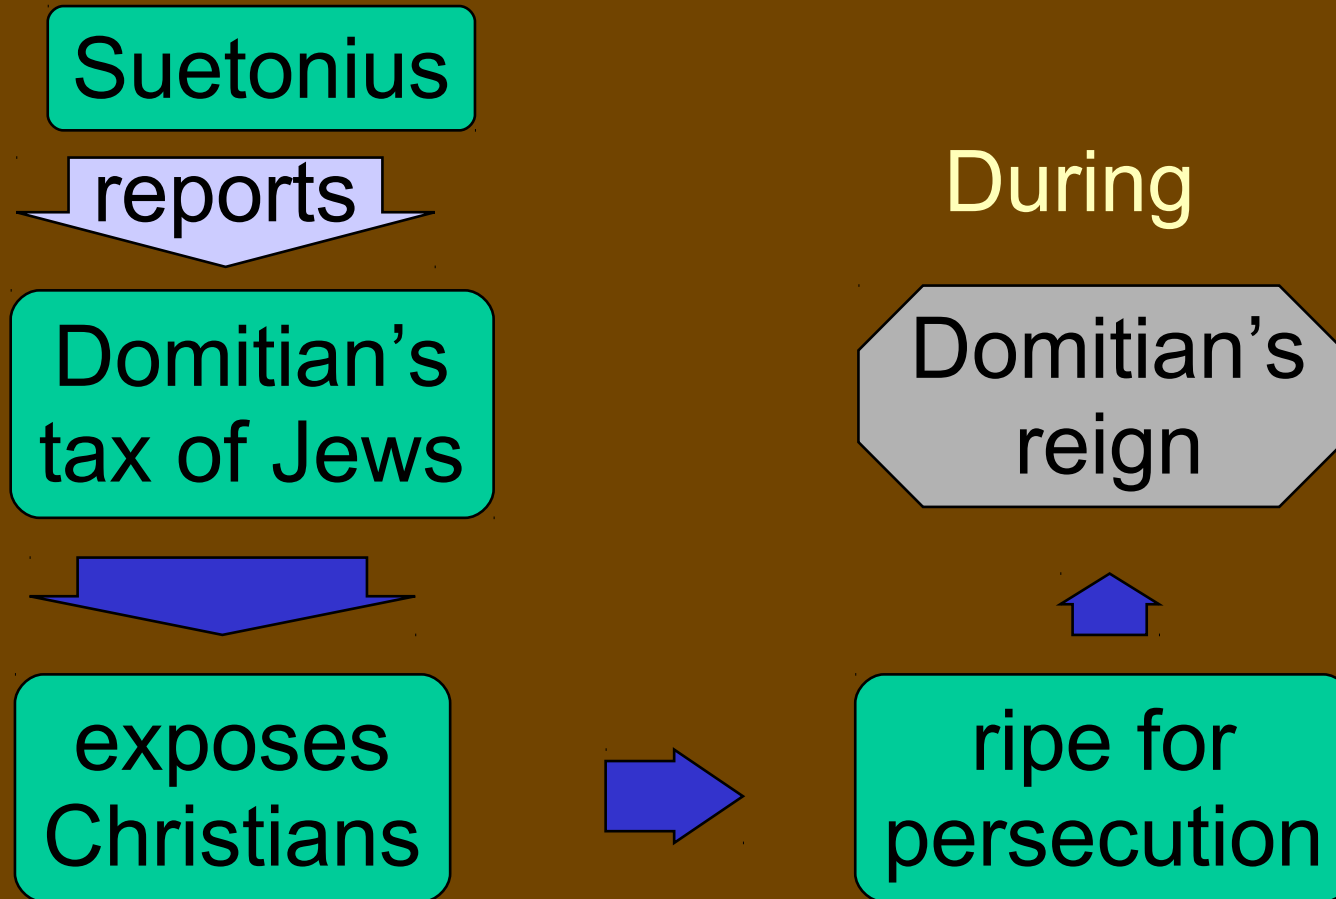 Suetonius
reports
Domitian’s
tax of Jews
exposes
Christians
ripe for
persecution
During
Domitian’s
reign